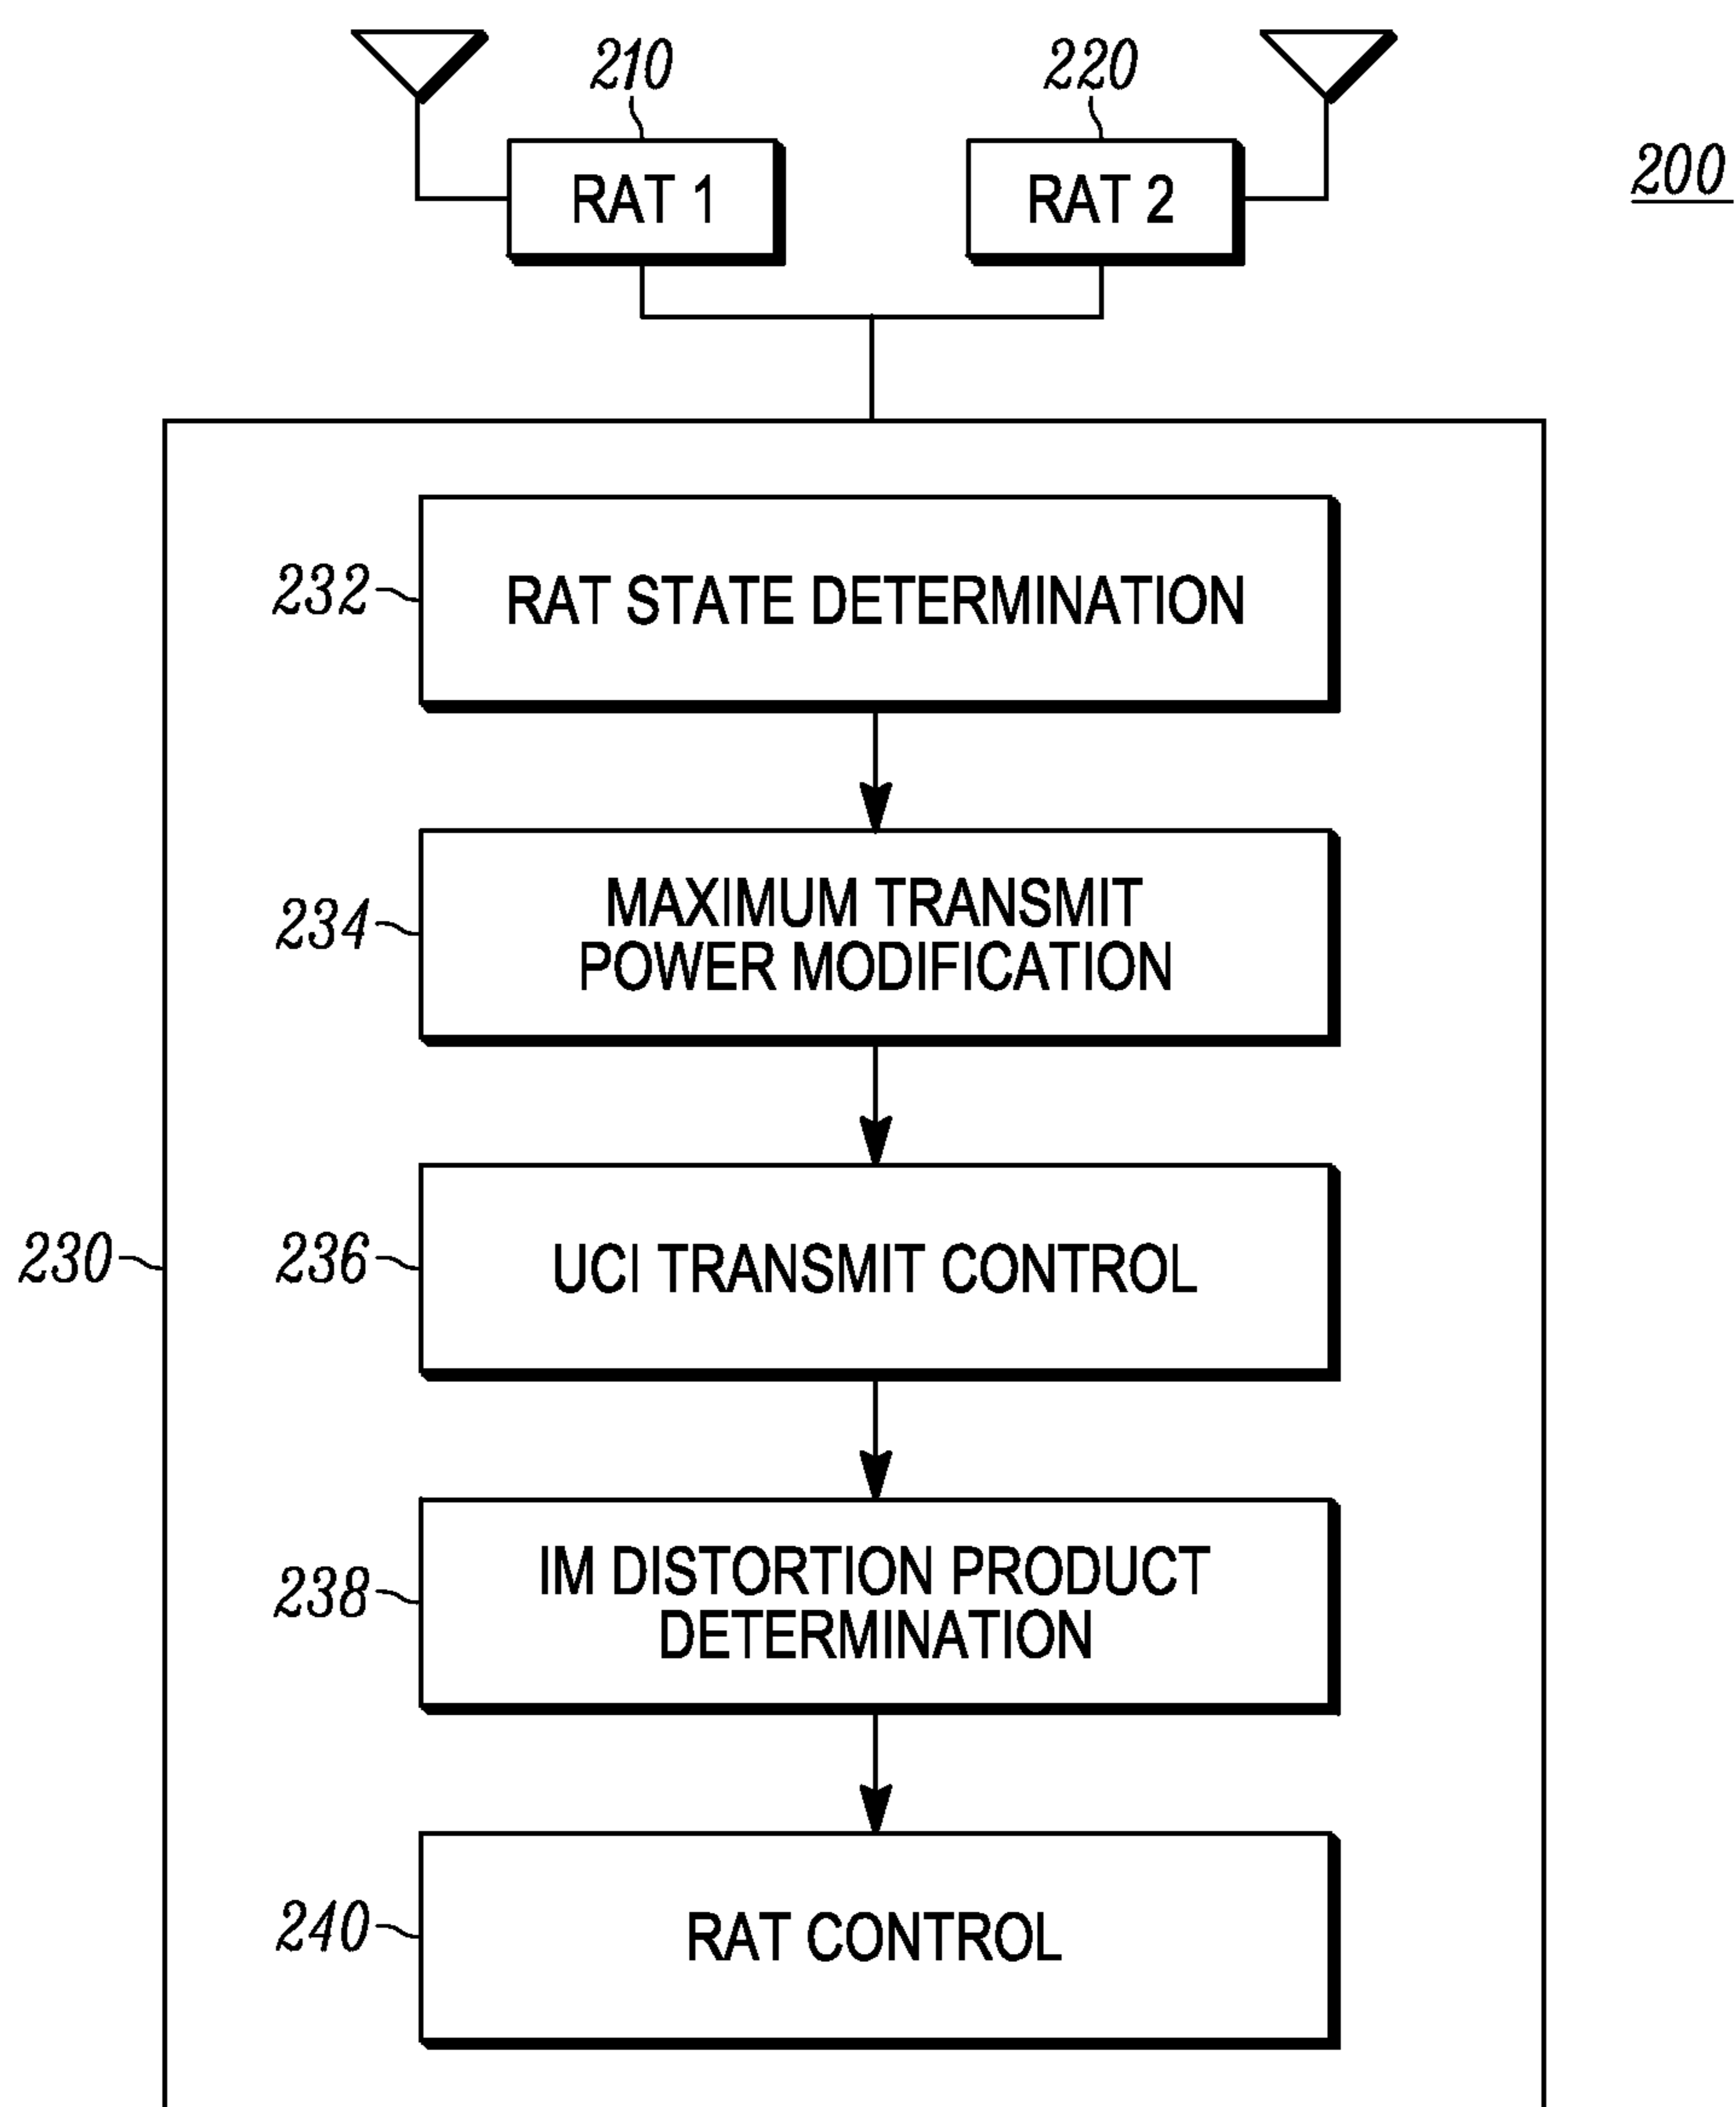 210
220
200
RAT 1
RAT 2
232
RAT STATE DETERMINATION
234
MAXIMUM TRANSMIT
POWER MODIFICATION
230
236
UCI TRANSMIT CONTROL
238
IM DISTORTION PRODUCT
DETERMINATION
240
RAT CONTROL